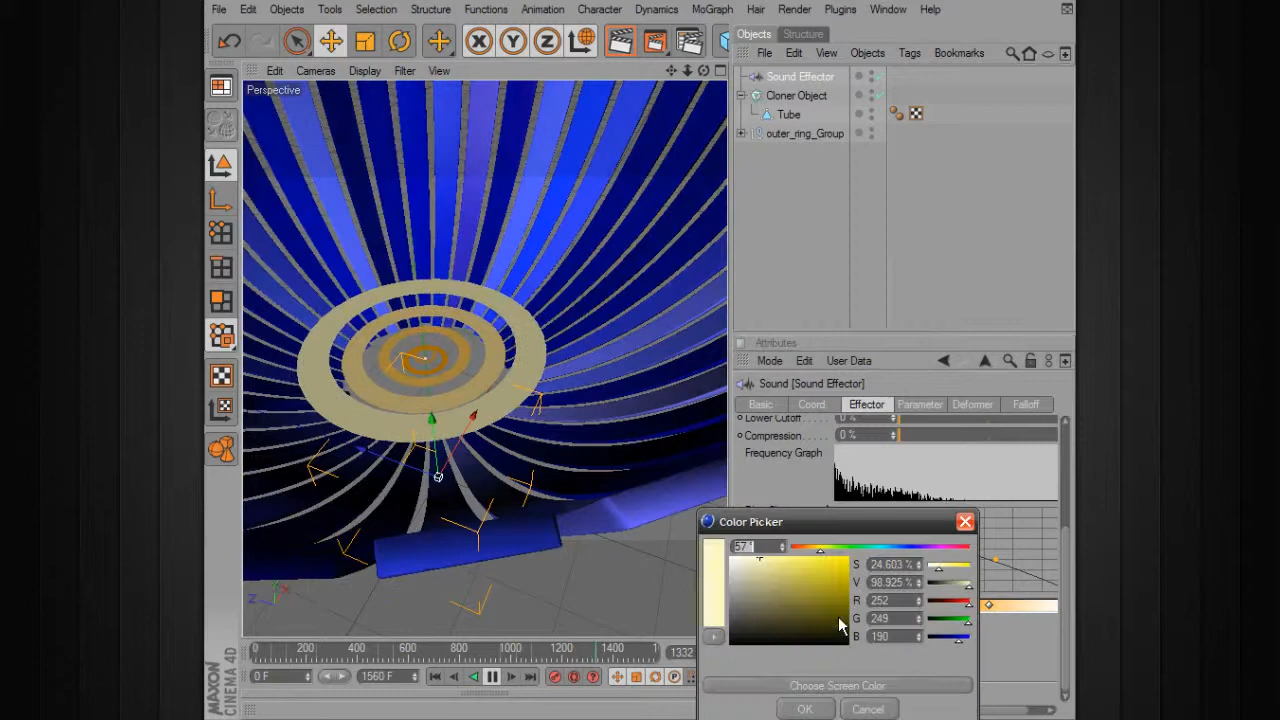 File Edit Objects Tools Selection Structure Functions Animation Character Dynamics MoGraph Hair Render Plugins Window Help
Objects Structure
File Edit View Objects Tags Bookmarks
Edit Cameras Display Filter View
Perspective
Sound Effector
Cloner Object
Tube
outer_ring_Group
X Y Z
Attributes
Mode Edit User Data
Sound [Sound Effector]
Basic Coord Effector Parameter Deformer Falloff
Lower Cutoff 0 %
Compression 0 %
Frequency Graph
Color Picker
57 °
S 24.603 %
V 98.925 %
R 252
G 249
B 190
Choose Screen Color
OK Cancel
Z X
0 200 400 600 800 1000 1200 1400 1 1332
0 F 1560 F
MAXON
CINEMA 4D